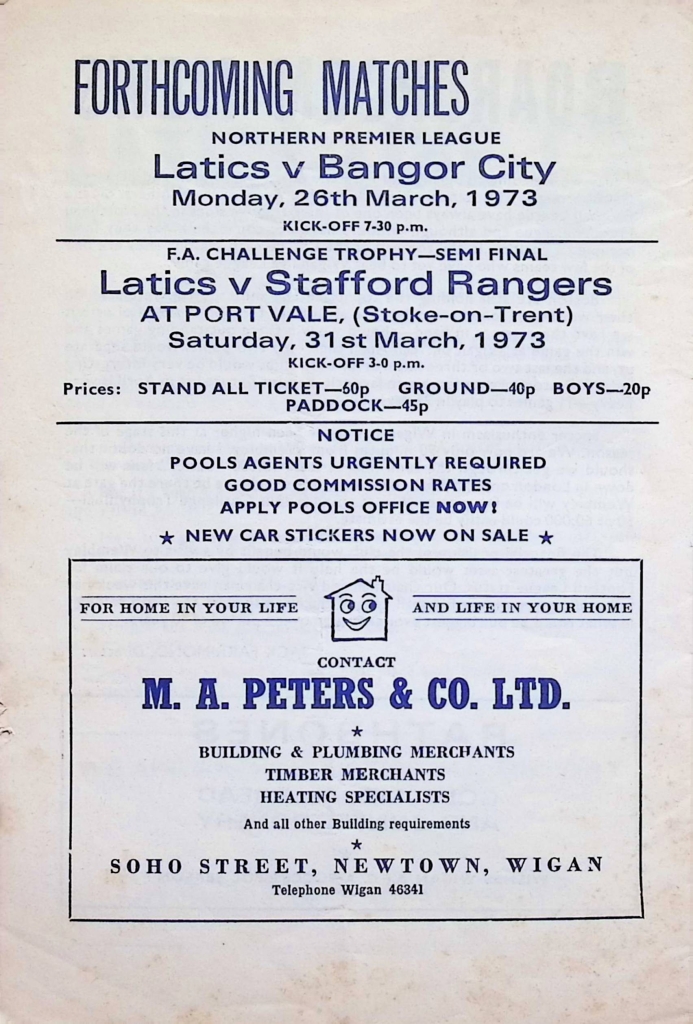 FORTHCOMING MATCHES
NORTHERN PREMIER LEAGUE
Latics v Bangor City
Monday, 26th March, 1973
KICK-OFF 7-30 p.m.
F.A. CHALLENGE TROPHY—SEMI FINAL
Latics v Stafford Rangers
AT PORT VALE, (Stoke-on-Trent)
Saturday, 31st March, 1973
KICK-OFF 3-0 p.m.
Prices: STAND ALL TICKET—60p GROUND—40p BOYS—20p
PADDOCK—45p
NOTICE
POOLS AGENTS URGENTLY REQUIRED
GOOD COMMISSION RATES
APPLY POOLS OFFICE NOW!
★ NEW CAR STICKERS NOW ON SALE ★
FOR HOME IN YOUR LIFE AND LIFE IN YOUR HOME
CONTACT
M. A. PETERS & CO. LTD.
★
BUILDING & PLUMBING MERCHANTS
TIMBER MERCHANTS
HEATING SPECIALISTS
And all other Building requirements
★
SOHO STREET, NEWTOWN, WIGAN
Telephone Wigan 46341